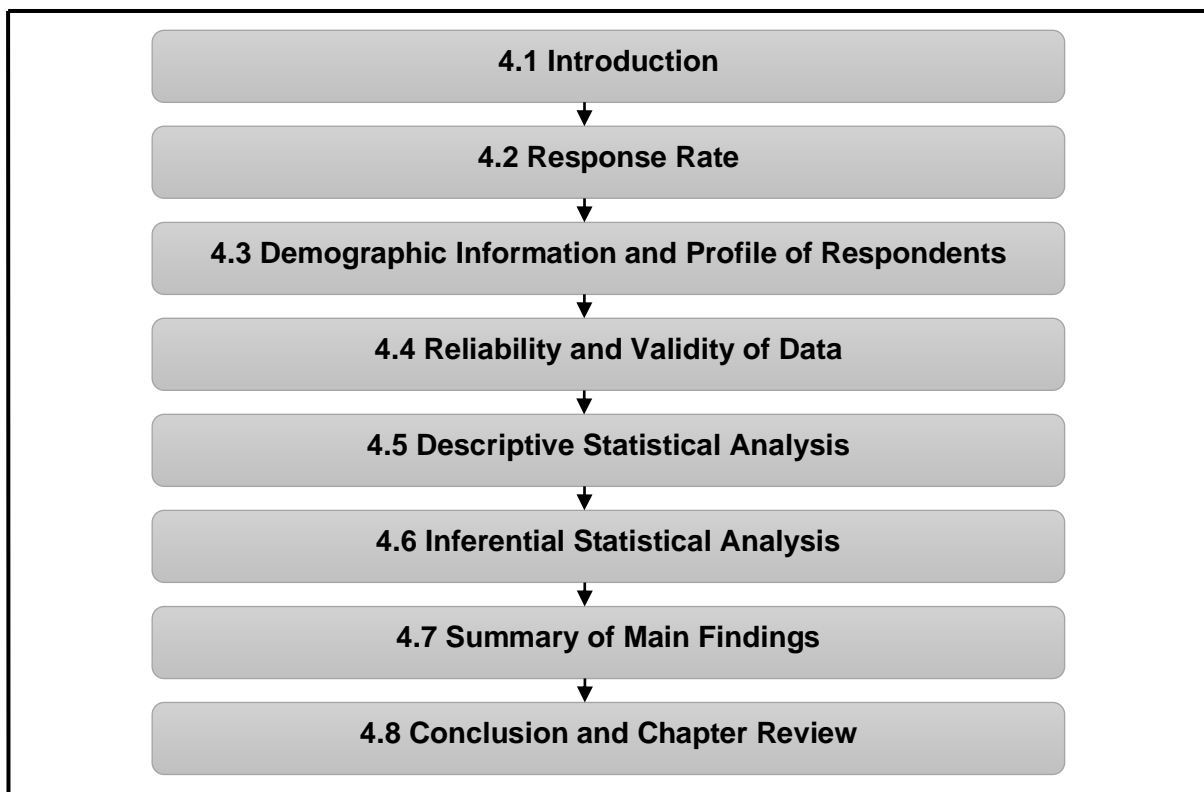 4.1 Introduction
4.2 Response Rate
4.3 Demographic Information and Profile of Respondents
4.4 Reliability and Validity of Data
4.5 Descriptive Statistical Analysis
4.6 Inferential Statistical Analysis
4.7 Summary of Main Findings
4.8 Conclusion and Chapter Review